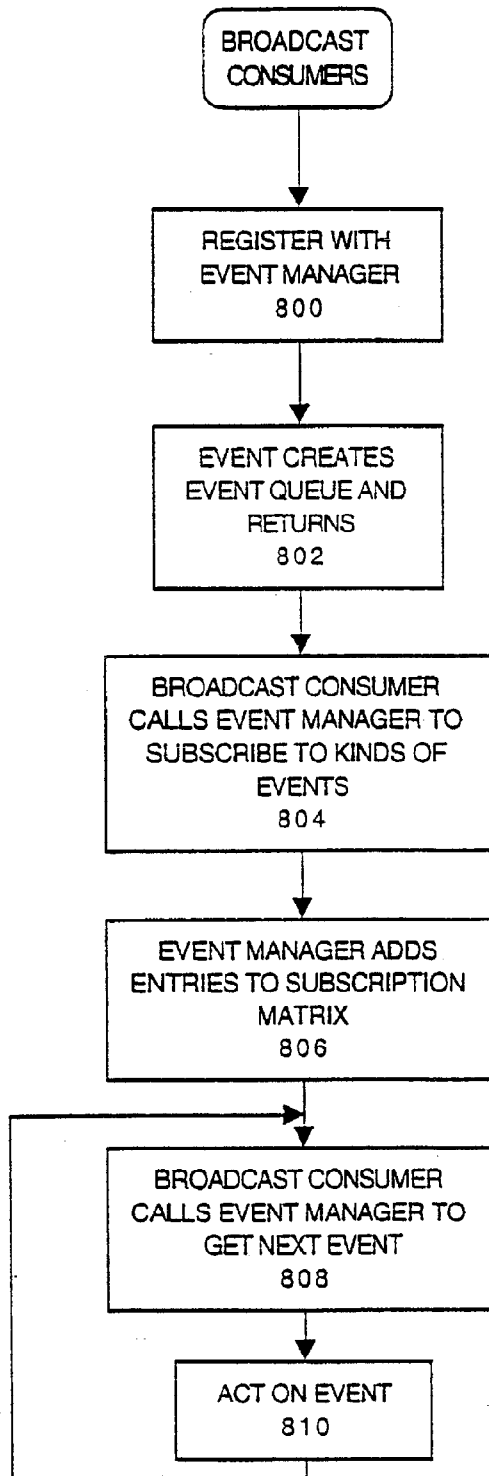 BROADCAST
CONSUMERS
REGISTER WITH
EVENT MANAGER
800
EVENT CREATES
EVENT QUEUE AND
RETURNS
802
BROADCAST CONSUMER
CALLS EVENT MANAGER TO
SUBSCRIBE TO KINDS OF
EVENTS
804
EVENT MANAGER ADDS
ENTRIES TO SUBSCRIPTION
MATRIX
806
BROADCAST CONSUMER
CALLS EVENT MANAGER TO
GET NEXT EVENT
808
ACT ON EVENT
810